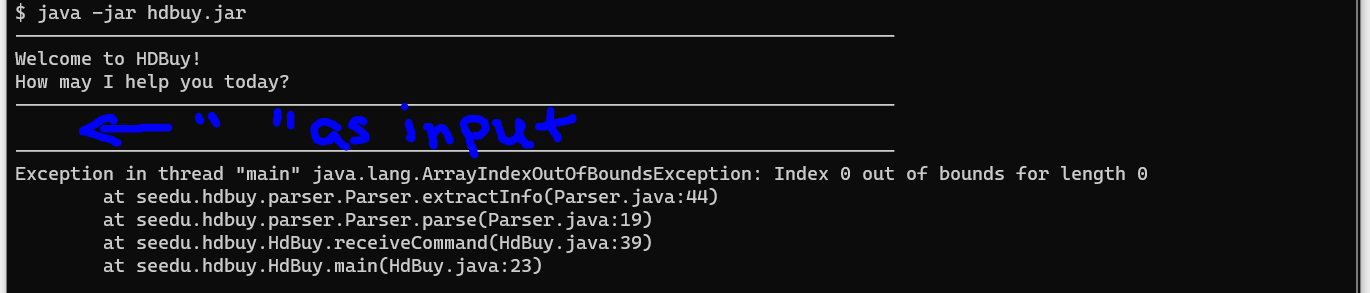 $ java -jar hdbuy.jar
Welcome to HDBuy!
How may I help you today?
← " " as input
Exception in thread "main" java.lang.ArrayIndexOutOfBoundsException: Index 0 out of bounds for length 0
at seedu.hdbuy.parser.Parser.extractInfo(Parser.java:44)
at seedu.hdbuy.parser.Parser.parse(Parser.java:19)
at seedu.hdbuy.HdBuy.receiveCommand(HdBuy.java:39)
at seedu.hdbuy.HdBuy.main(HdBuy.java:23)